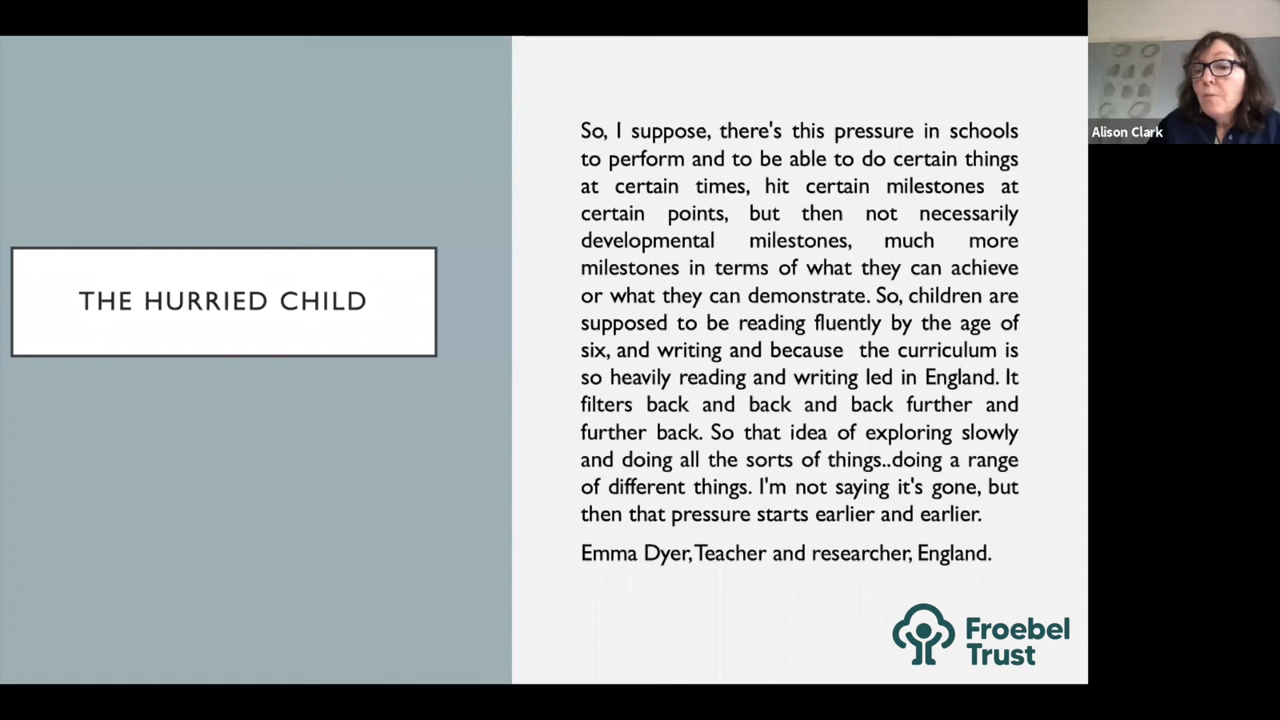 THE HURRIED CHILD
So, I suppose, there's this pressure in schools
to perform and to be able to do certain things
at certain times, hit certain milestones at
certain points, but then not necessarily
developmental milestones, much more
milestones in terms of what they can achieve
or what they can demonstrate. So, children are
supposed to be reading fluently by the age of
six, and writing and because the curriculum is
so heavily reading and writing led in England. It
filters back and back and back further and
further back. So that idea of exploring slowly
and doing all the sorts of things..doing a range
of different things. I'm not saying it's gone, but
then that pressure starts earlier and earlier.
Emma Dyer, Teacher and researcher, England.
Froebel
Trust
Alison Clark